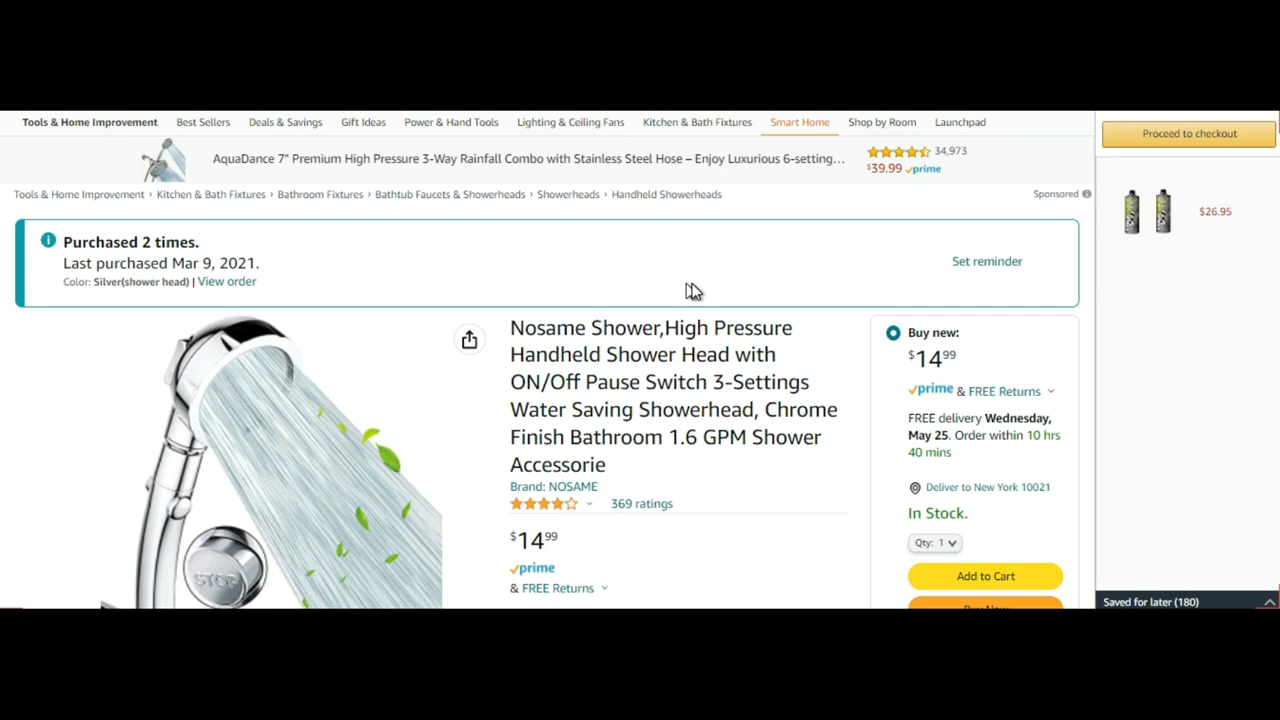 Tools & Home Improvement Best Sellers Deals & Savings Gift Ideas Power & Hand Tools Lighting & Ceiling Fans Kitchen & Bath Fixtures Smart Home Shop by Room Launchpad
Proceed to checkout
AquaDance 7" Premium High Pressure 3-Way Rainfall Combo with Stainless Steel Hose – Enjoy Luxurious 6-setting...
34,973
$39.99 prime
Tools & Home Improvement › Kitchen & Bath Fixtures › Bathroom Fixtures › Bathtub Faucets & Showerheads › Showerheads › Handheld Showerheads
Sponsored
$26.95
Purchased 2 times.
Last purchased Mar 9, 2021.
Color: Silver(shower head) | View order
Set reminder
STOP
Nosame Shower,High Pressure
Handheld Shower Head with
ON/Off Pause Switch 3-Settings
Water Saving Showerhead, Chrome
Finish Bathroom 1.6 GPM Shower
Accessorie
Brand: NOSAME
369 ratings
$14.99
prime
& FREE Returns
Buy new:
$14.99
prime & FREE Returns
FREE delivery Wednesday,
May 25. Order within 10 hrs
40 mins
Deliver to New York 10021
In Stock.
Qty: 1
Add to Cart
Buy Now
Saved for later (180)